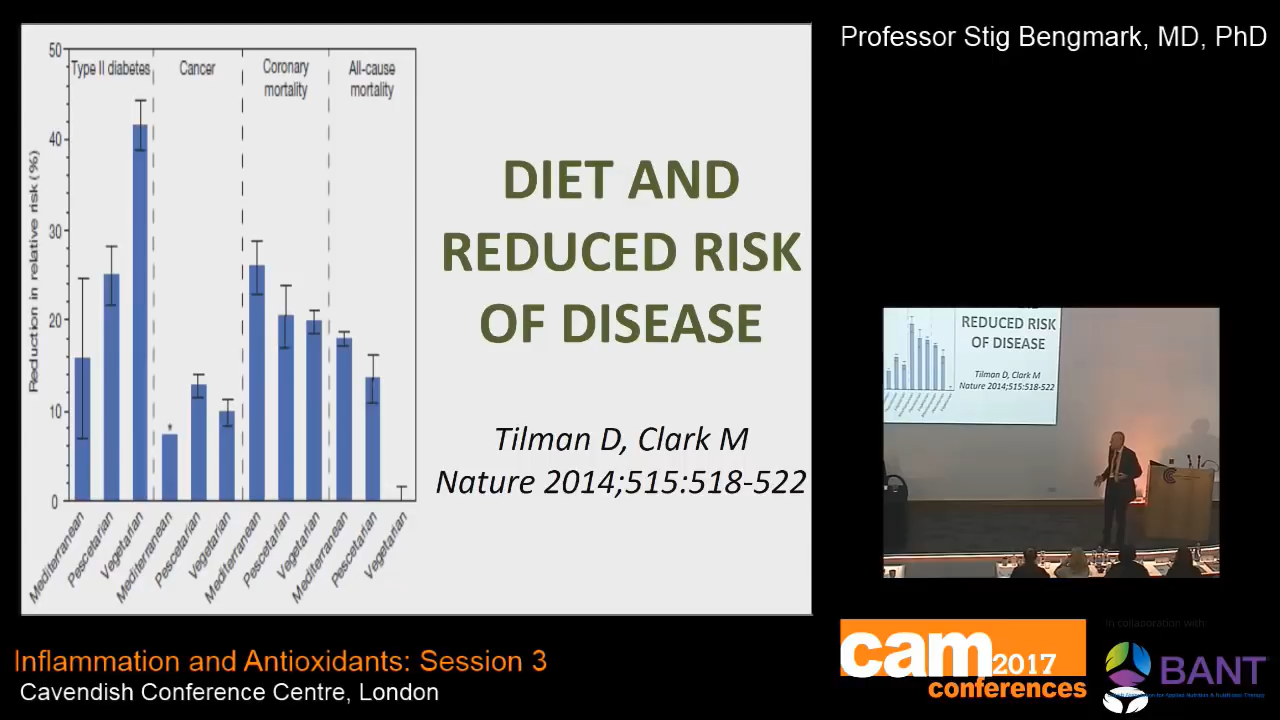 Professor Stig Bengmark, MD, PhD
50
40
30
20
10
0
Reduction in relative risk (%)
Type II diabetes
Cancer
Coronary
mortality
All-cause
mortality
*
Mediterranean
Pescetarian
Vegetarian
Mediterranean
Pescetarian
Vegetarian
Mediterranean
Pescetarian
Vegetarian
Mediterranean
Pescetarian
Vegetarian
DIET AND
REDUCED RISK
OF DISEASE
Tilman D, Clark M
Nature 2014;515:518-522
REDUCED RISK
OF DISEASE
Tilman D, Clark M
Nature 2014;515:518-522
Inflammation and Antioxidants: Session 3
Cavendish Conference Centre, London
cam 2017
conferences
In collaboration with:
BANT